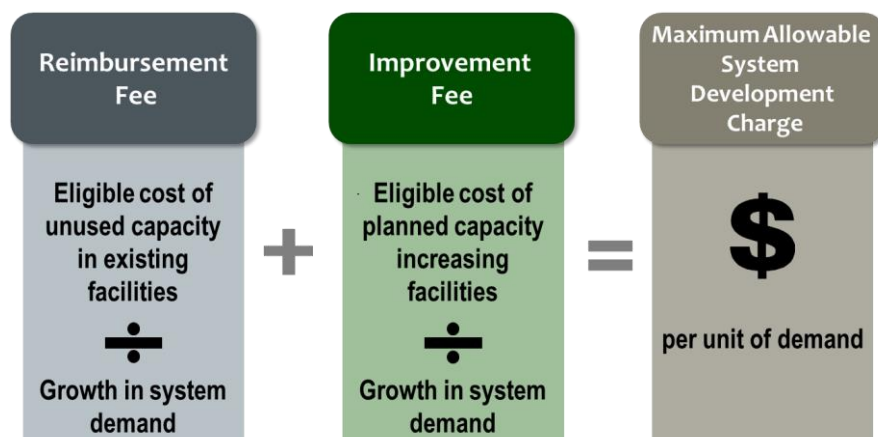 Reimbursement
Fee
Eligible cost of
unused capacity
in existing
facilities
÷
Growth in system
demand
+
Improvement
Fee
Eligible cost of
planned capacity
increasing
facilities
÷
Growth in system
demand
=
Maximum Allowable
System
Development
Charge
$
per unit of demand